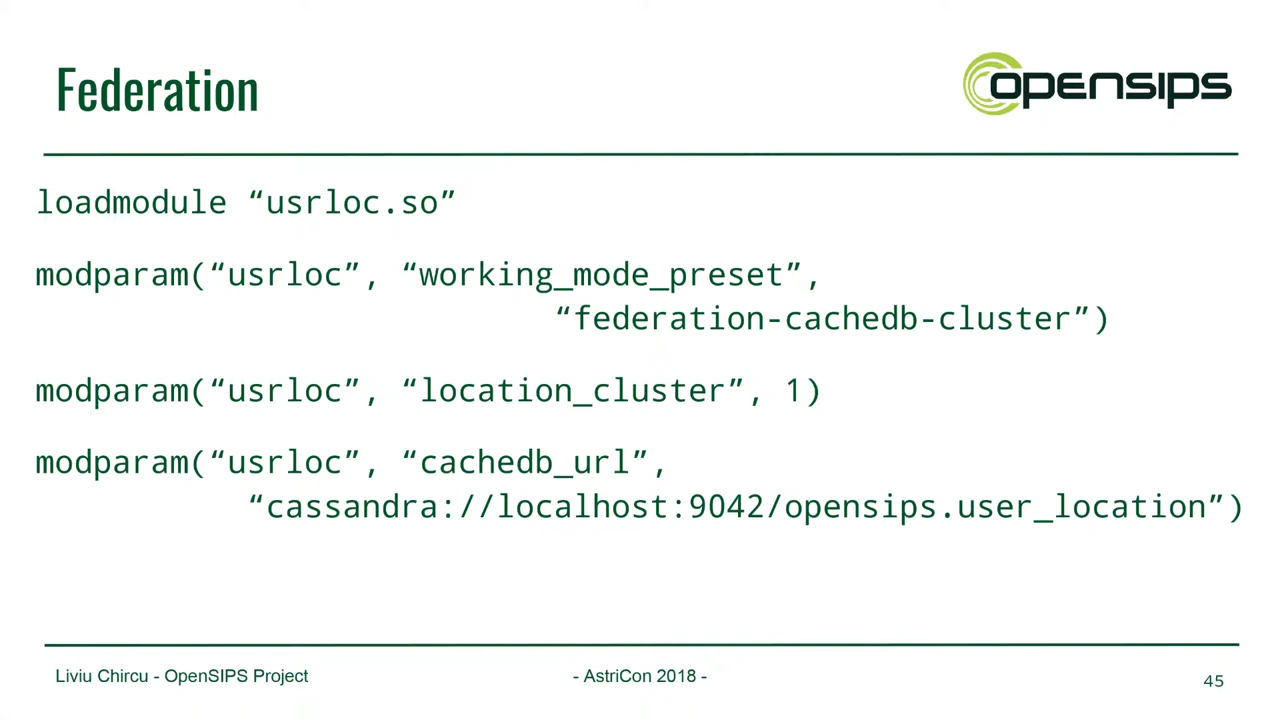 Federation
opensips
loadmodule “usrloc.so”
modparam(“usrloc”, “working_mode_preset”,
“federation-cachedb-cluster”)
modparam(“usrloc”, “location_cluster”, 1)
modparam(“usrloc”, “cachedb_url”,
“cassandra://localhost:9042/opensips.user_location”)
Liviu Chircu - OpenSIPS Project
- AstriCon 2018 -
45